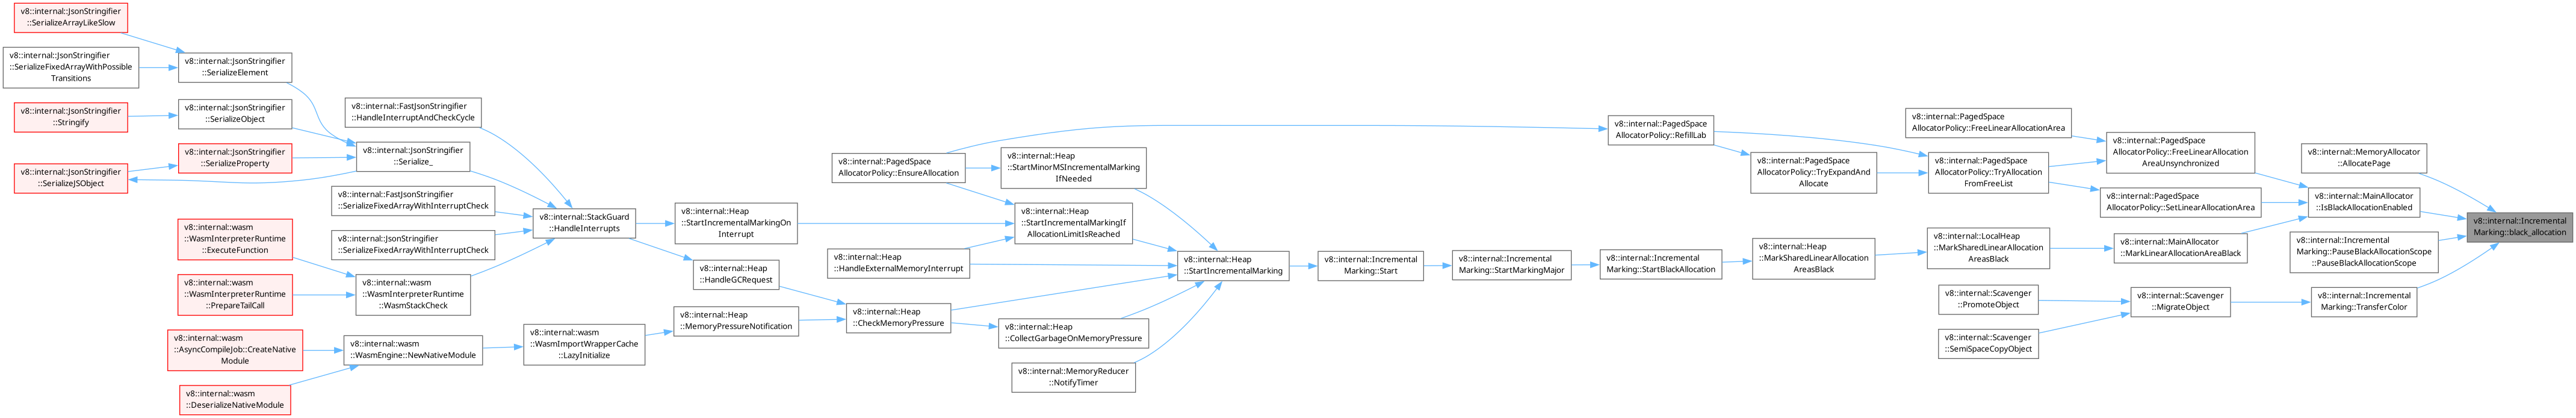 v8::internal::JsonStringifier
::SerializeArrayLikeSlow
v8::internal::JsonStringifier
::SerializeFixedArrayWithPossible
Transitions
v8::internal::JsonStringifier
::Stringify
v8::internal::JsonStringifier
::SerializeJSObject
v8::internal::JsonStringifier
::SerializeElement
v8::internal::JsonStringifier
::SerializeObject
v8::internal::JsonStringifier
::SerializeProperty
v8::internal::wasm
::WasmInterpreterRuntime
::ExecuteFunction
v8::internal::wasm
::WasmInterpreterRuntime
::PrepareTailCall
v8::internal::wasm
::AsyncCompileJob::CreateNative
Module
v8::internal::wasm
::DeserializeNativeModule
v8::internal::FastJsonStringifier
::HandleInterruptAndCheckCycle
v8::internal::JsonStringifier
::Serialize_
v8::internal::FastJsonStringifier
::SerializeFixedArrayWithInterruptCheck
v8::internal::JsonStringifier
::SerializeFixedArrayWithInterruptCheck
v8::internal::wasm
::WasmInterpreterRuntime
::WasmStackCheck
v8::internal::wasm
::WasmEngine::NewNativeModule
v8::internal::StackGuard
::HandleInterrupts
v8::internal::wasm
::WasmImportWrapperCache
::LazyInitialize
v8::internal::Heap
::StartIncrementalMarkingOn
Interrupt
v8::internal::Heap
::HandleGCRequest
v8::internal::Heap
::MemoryPressureNotification
v8::internal::PagedSpace
AllocatorPolicy::EnsureAllocation
v8::internal::Heap
::HandleExternalMemoryInterrupt
v8::internal::Heap
::CheckMemoryPressure
v8::internal::Heap
::StartMinorMSIncrementalMarking
IfNeeded
v8::internal::Heap
::StartIncrementalMarkingIf
AllocationLimitIsReached
v8::internal::Heap
::CollectGarbageOnMemoryPressure
v8::internal::MemoryReducer
::NotifyTimer
v8::internal::Heap
::StartIncrementalMarking
v8::internal::Incremental
Marking::Start
v8::internal::Incremental
Marking::StartMarkingMajor
v8::internal::PagedSpace
AllocatorPolicy::RefillLab
v8::internal::Incremental
Marking::StartBlackAllocation
v8::internal::PagedSpace
AllocatorPolicy::TryExpandAnd
Allocate
v8::internal::Heap
::MarkSharedLinearAllocation
AreasBlack
v8::internal::PagedSpace
AllocatorPolicy::FreeLinearAllocationArea
v8::internal::PagedSpace
AllocatorPolicy::TryAllocation
FromFreeList
v8::internal::LocalHeap
::MarkSharedLinearAllocation
AreasBlack
v8::internal::Scavenger
::PromoteObject
v8::internal::Scavenger
::SemiSpaceCopyObject
v8::internal::PagedSpace
AllocatorPolicy::FreeLinearAllocation
AreaUnsynchronized
v8::internal::PagedSpace
AllocatorPolicy::SetLinearAllocationArea
v8::internal::MainAllocator
::MarkLinearAllocationAreaBlack
v8::internal::Scavenger
::MigrateObject
v8::internal::MemoryAllocator
::AllocatePage
v8::internal::MainAllocator
::IsBlackAllocationEnabled
v8::internal::Incremental
Marking::PauseBlackAllocationScope
::PauseBlackAllocationScope
v8::internal::Incremental
Marking::TransferColor
v8::internal::Incremental
Marking::black_allocation